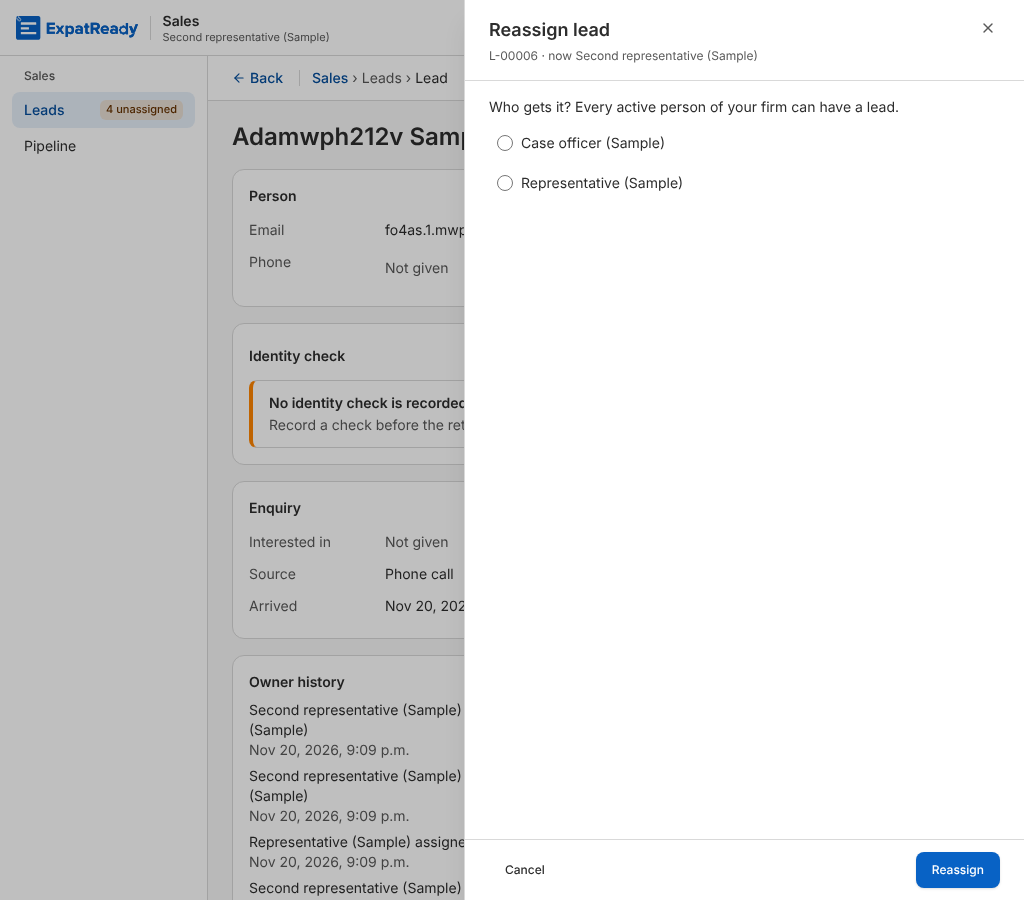 ExpatReady
Sales
Second representative (Sample)
Sales
Leads
4 unassigned
Pipeline
← Back
Sales › Leads › Lead
Adamwph212v
Person
Email
Phone
Not given
Identity check
No identity check is recorded
Record a check before the
Enquiry
Interested in
Not given
Source
Phone call
Arrived
Nov 20,
Owner history
Second representative (Sample)
(Sample)
Nov 20, 2026, 9:09 p.m.
Second representative (Sample)
(Sample)
Nov 20, 2026, 9:09 p.m.
Representative (Sample)
Nov 20, 2026, 9:09 p.m.
Second representative (Sample)
Reassign lead
L-00006 · now Second representative (Sample)
Who gets it? Every active person of your firm can have a lead.
Case officer (Sample)
Representative (Sample)
Cancel
Reassign